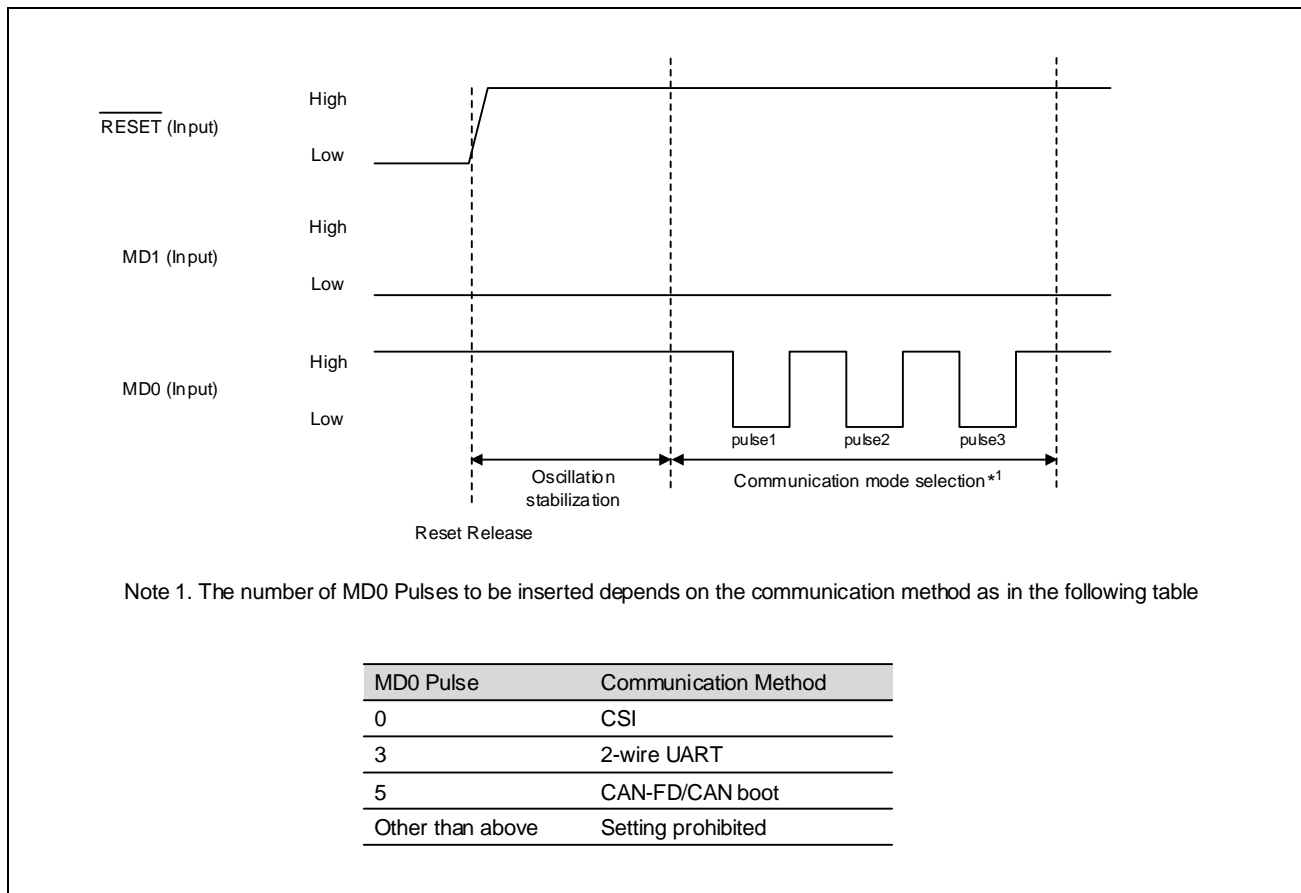 RESET (Input)
High
Low
MD1 (Input)
High
Low
MD0 (Input)
High
Low
pulse1 pulse2 pulse3
Oscillation
stabilization
Communication mode selection*1
Reset Release
Note 1. The number of MD0 Pulses to be inserted depends on the communication method as in the following table
MD0 Pulse Communication Method
0 CSI
3 2-wire UART
5 CAN-FD/CAN boot
Other than above Setting prohibited